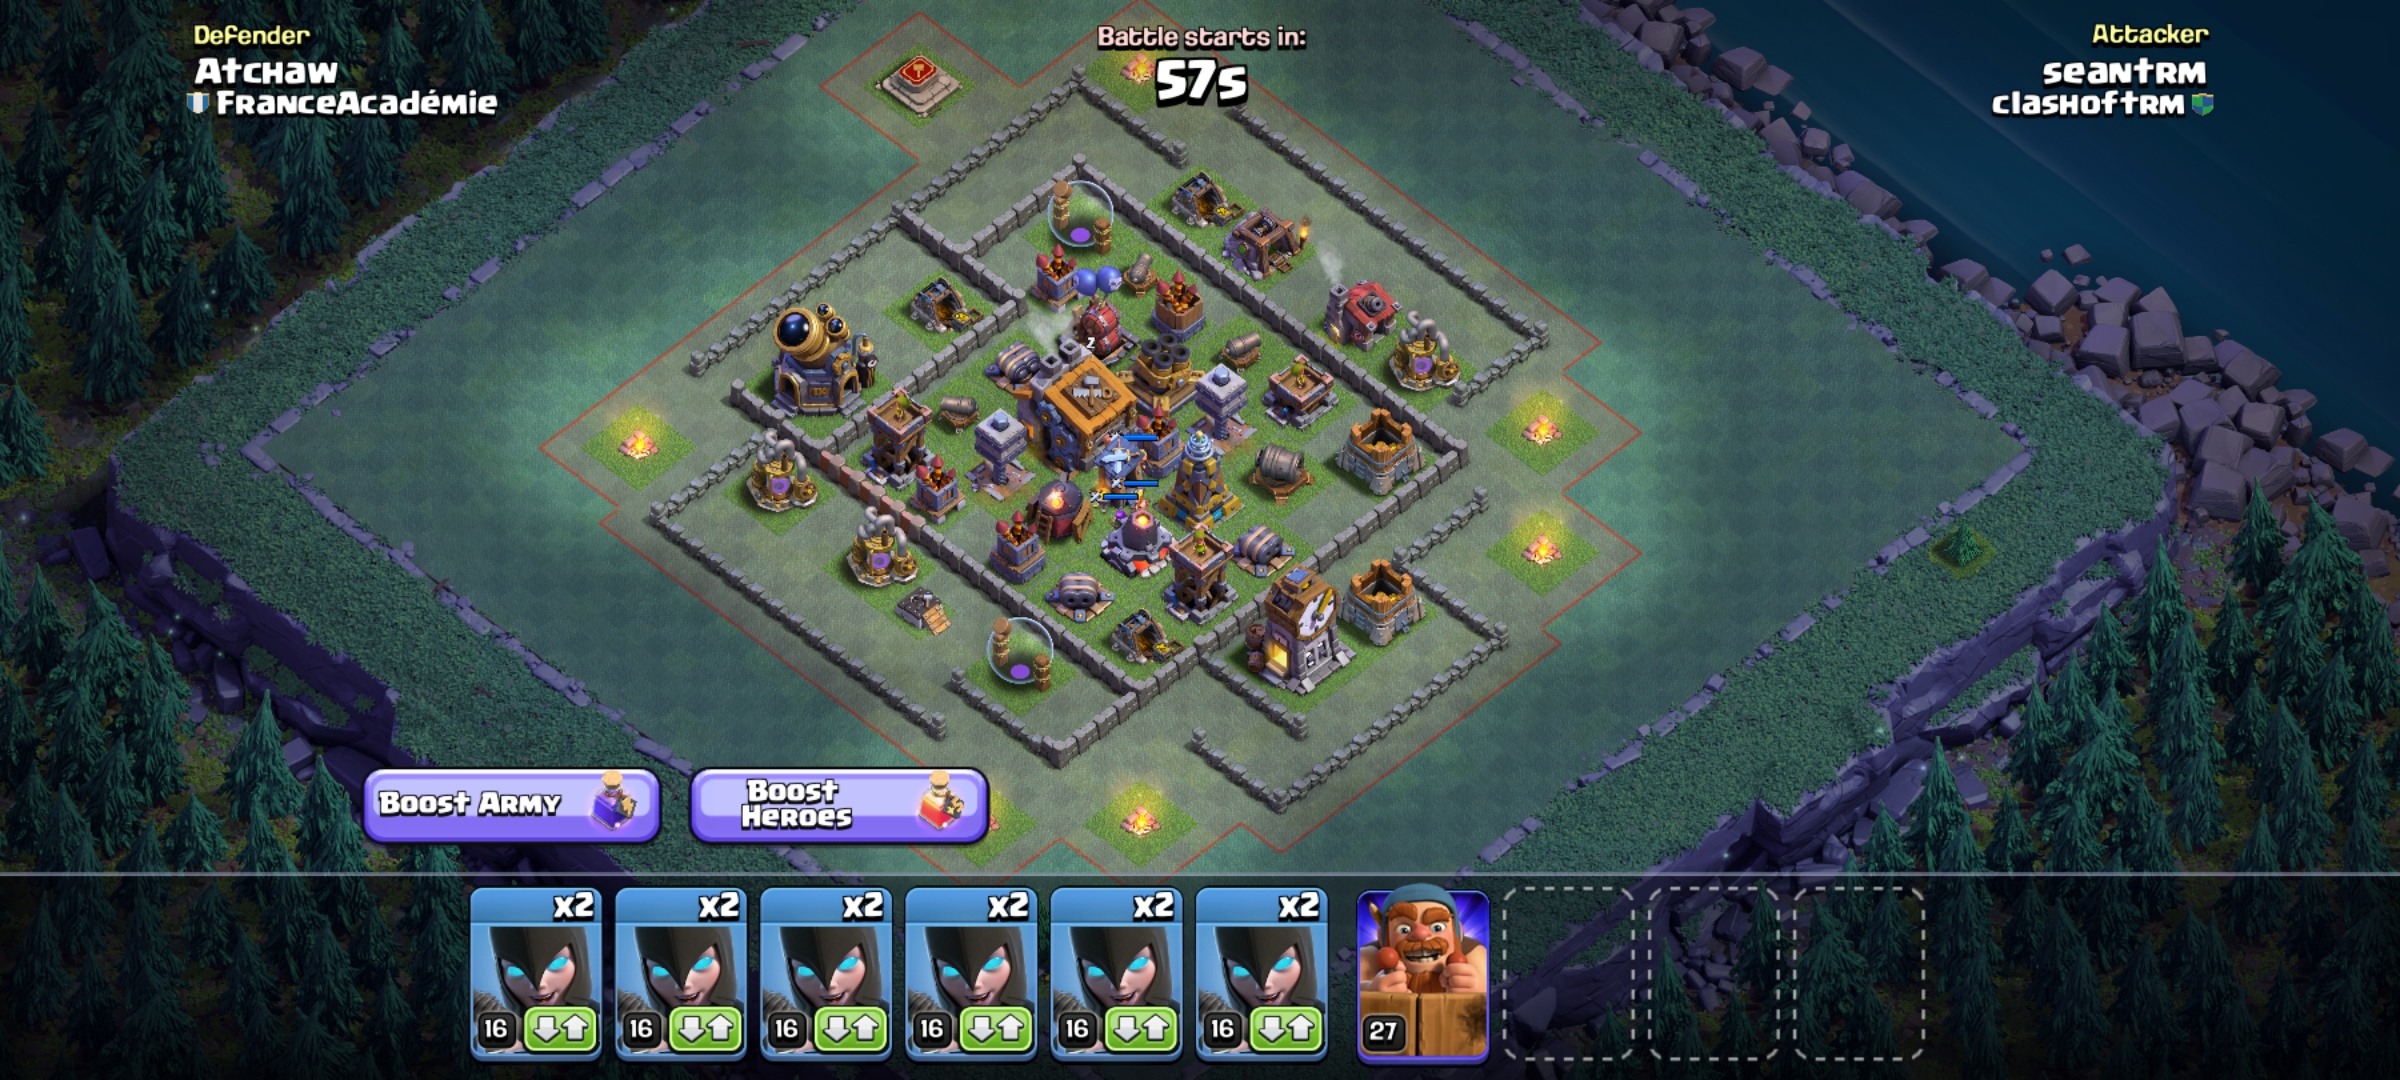 Defender
Atchaw
FranceAcadémie
Battle starts in:
57s
Attacker
seantRM
clashoftRM
z
Boost Army
Boost
Heroes
x2
x2
x2
x2
x2
x2
16
16
16
16
16
16
27